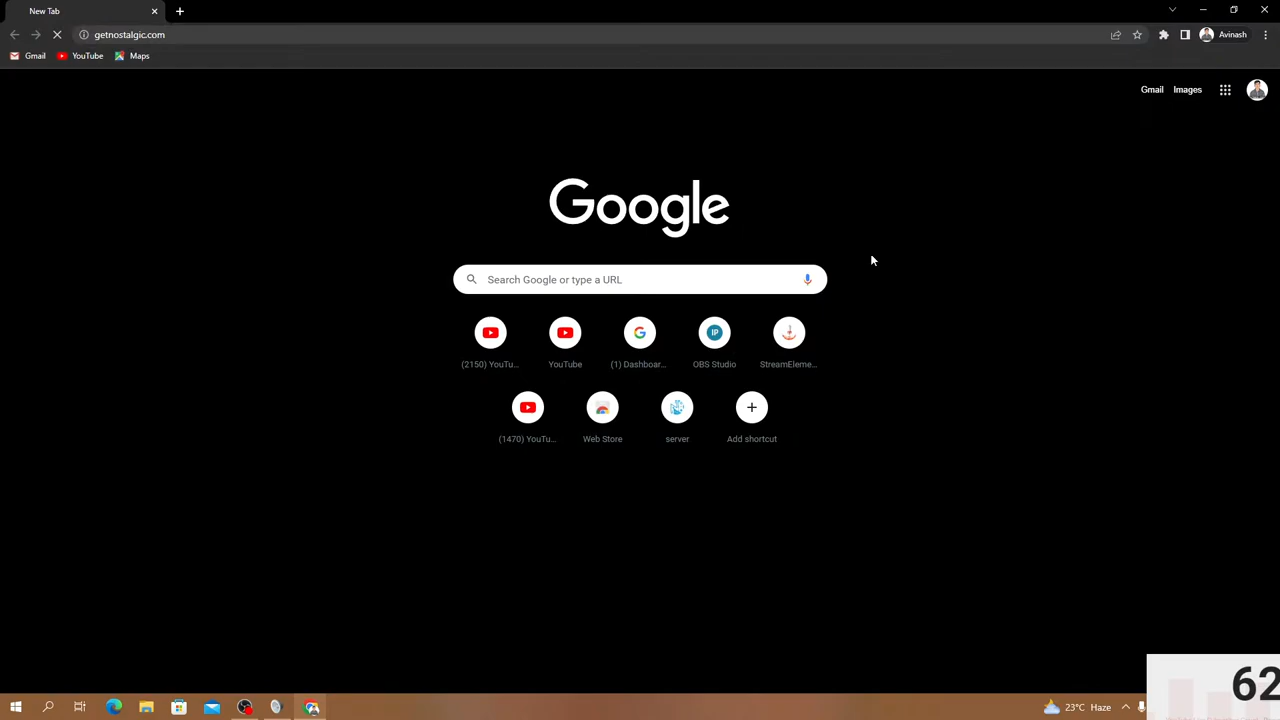 New Tab
getnostalgic.com
Avinash
Gmail
YouTube
Maps
Gmail
Images
Google
Search Google or type a URL
(2150) YouTu...
YouTube
(1) Dashboar...
OBS Studio
StreamEleme...
(1470) YouTu...
Web Store
server
Add shortcut
IP
62
23°C Haze